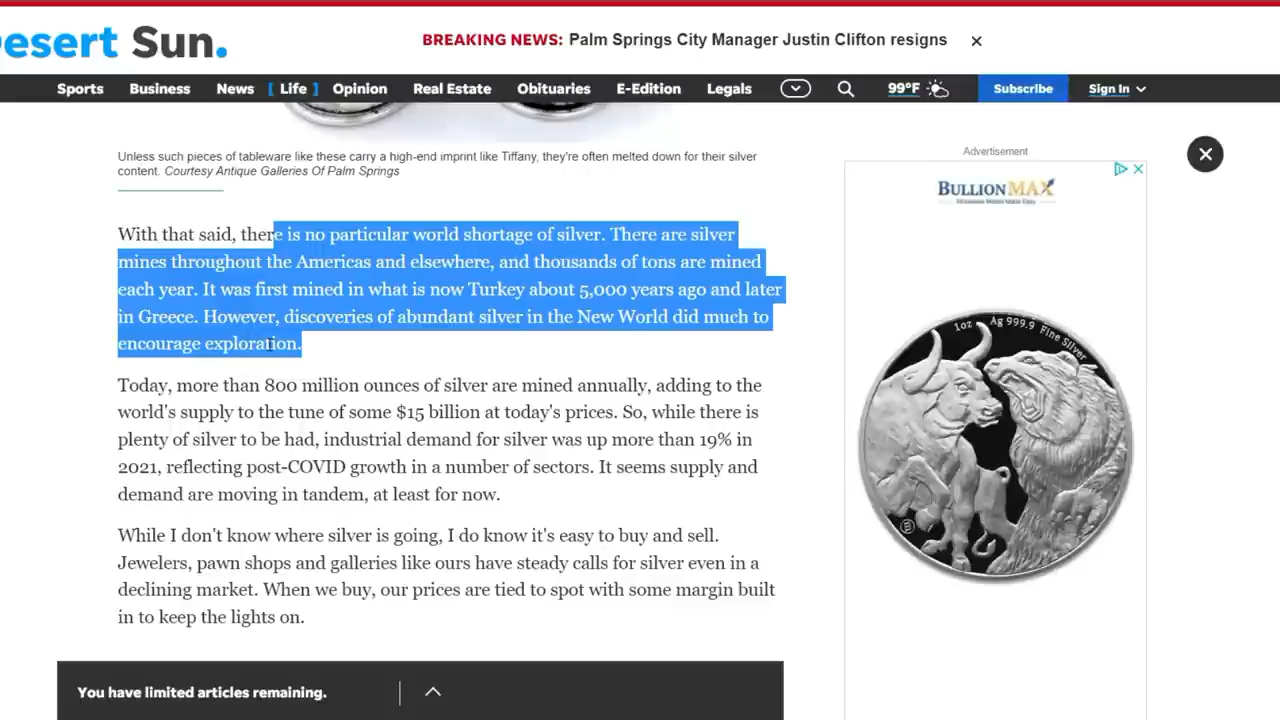 esert Sun.
BREAKING NEWS: Palm Springs City Manager Justin Clifton resigns
Sports Business News [ Life ] Opinion Real Estate Obituaries E-Edition Legals 99°F Subscribe Sign In
Unless such pieces of tableware like these carry a high-end imprint like Tiffany, they're often melted down for their silver
content. Courtesy Antique Galleries Of Palm Springs
With that said, there is no particular world shortage of silver. There are silver
mines throughout the Americas and elsewhere, and thousands of tons are mined
each year. It was first mined in what is now Turkey about 5,000 years ago and later
in Greece. However, discoveries of abundant silver in the New World did much to
encourage exploration.
Today, more than 800 million ounces of silver are mined annually, adding to the
world's supply to the tune of some $15 billion at today's prices. So, while there is
plenty of silver to be had, industrial demand for silver was up more than 19% in
2021, reflecting post-COVID growth in a number of sectors. It seems supply and
demand are moving in tandem, at least for now.
While I don't know where silver is going, I do know it's easy to buy and sell.
Jewelers, pawn shops and galleries like ours have steady calls for silver even in a
declining market. When we buy, our prices are tied to spot with some margin built
in to keep the lights on.
You have limited articles remaining.
Advertisement
BULLIONMAX
1oz Ag 999.9 Fine Silver